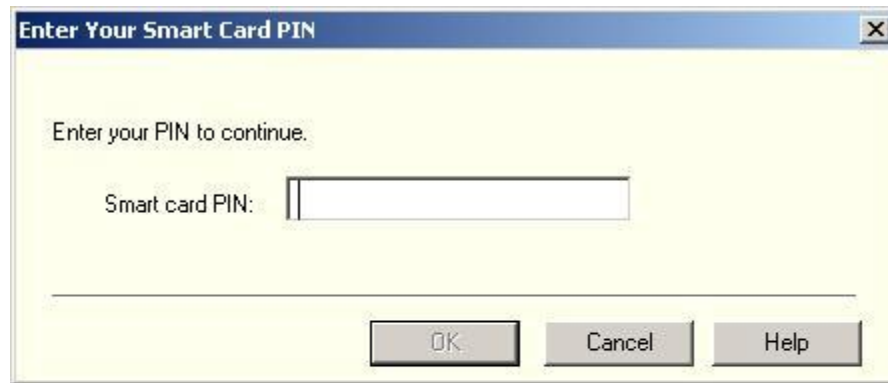 Enter Your Smart Card PIN
Enter your PIN to continue.
Smart card PIN:
OK Cancel Help